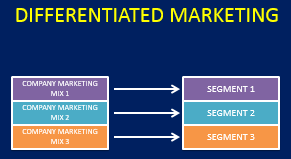 DIFFERENTIATED MARKETING
COMPANY MARKETING
MIX 1
SEGMENT 1
COMPANY MARKETING
MIX 2
SEGMENT 2
COMPANY MARKETING
MIX 3
SEGMENT 3